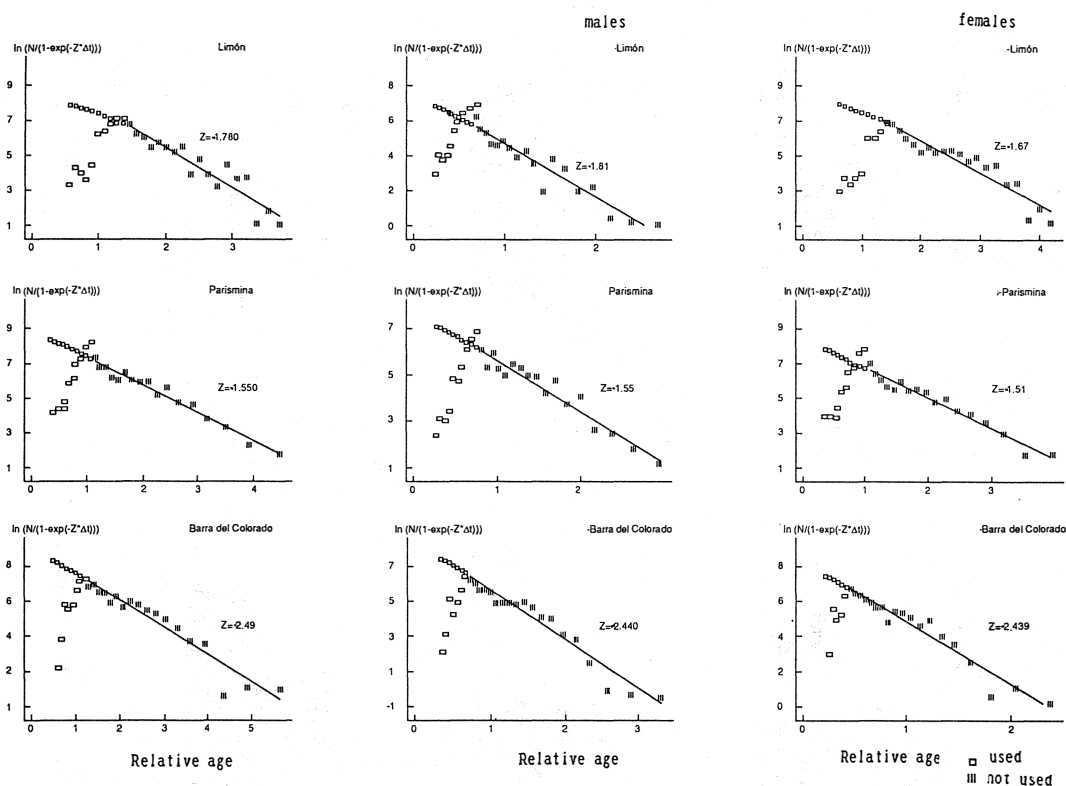 males
females
ln (N/(1-exp(-Z*Δt)))
Limón
9
7
5
3
1
Z=-1.780
0
1
2
3
ln (N/(1-exp(-Z*Δt)))
-Limón
8
6
4
2
0
Z=-1.81
0
1
2
ln (N/(1-exp(-Z*Δt)))
-Limón
9
7
5
3
1
Z=-1.67
0
1
2
3
4
ln (N/(1-exp(-Z*Δt)))
Parismina
9
7
5
3
1
Z=-1.550
0
1
2
3
4
ln (N/(1-exp(-Z*Δt)))
Parismina
7
5
3
1
Z=-1.55
0
1
2
3
ln (N/(1-exp(-Z*Δt)))
-Parismina
9
7
5
3
1
Z=-1.51
0
1
2
3
ln (N/(1-exp(-Z*Δt)))
Barra del Colorado
8
6
4
2
1
Z=-2.49
0
1
2
3
4
5
Relative age
ln (N/(1-exp(-Z*Δt)))
-Barra del Colorado
7
5
3
1
-1
Z=-2.440
0
1
2
3
Relative age
ln (N/(1-exp(-Z*Δt)))
-Barra del Colorado
8
6
4
2
0
Z=-2.439
0
1
2
Relative age
used
not used